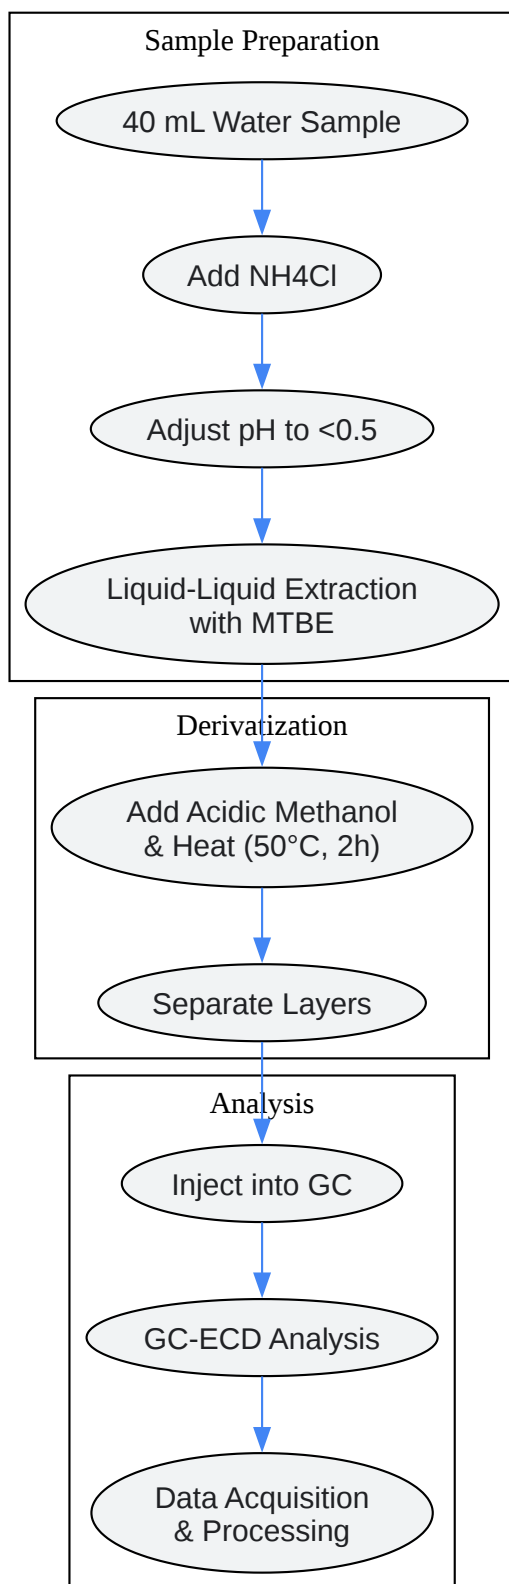 Sample Preparation
40 mL Water Sample
Add NH4Cl
Adjust pH to <0.5
Liquid-Liquid Extraction
with MTBE
Derivatization
Add Acidic Methanol
& Heat (50°C, 2h)
Separate Layers
Analysis
Inject into GC
GC-ECD Analysis
Data Acquisition
& Processing